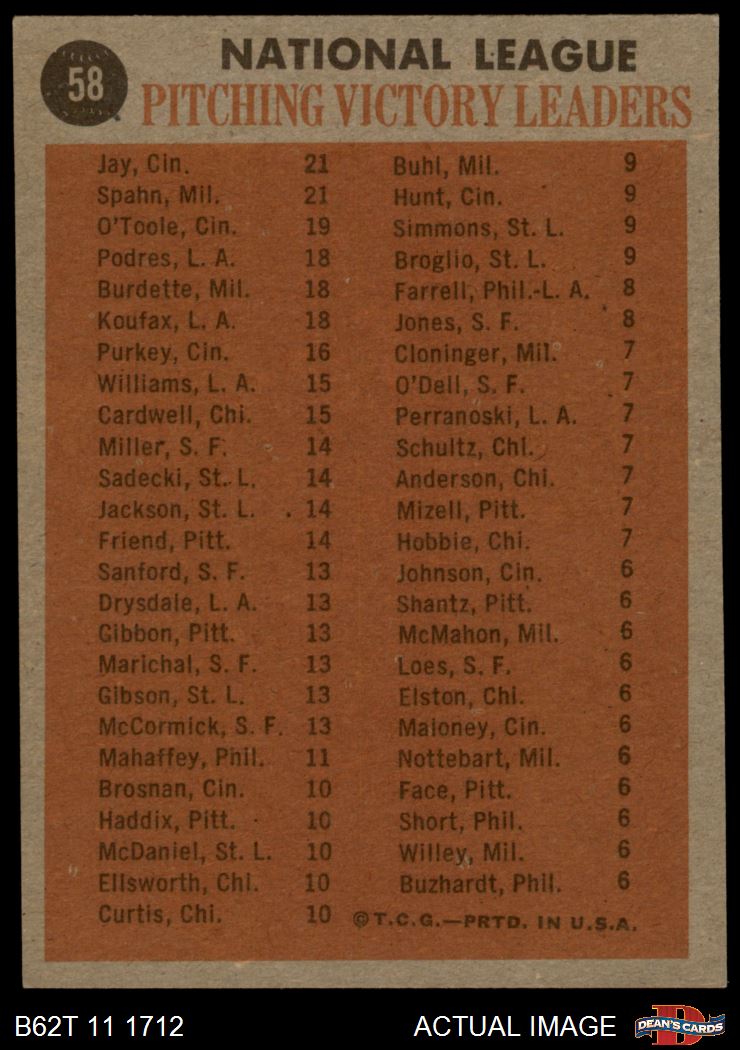 58
NATIONAL LEAGUE
PITCHING VICTORY LEADERS
Jay, Cin. 21
Spahn, Mil. 21
O'Toole, Cin. 19
Podres, L. A. 18
Burdette, Mil. 18
Koufax, L. A. 18
Purkey, Cin. 16
Williams, L. A. 15
Cardwell, Chi. 15
Miller, S. F. 14
Sadecki, St. L. 14
Jackson, St. L. 14
Friend, Pitt. 14
Sanford, S. F. 13
Drysdale, L. A. 13
Gibbon, Pitt. 13
Marichal, S. F. 13
Gibson, St. L. 13
McCormick, S. F. 13
Mahaffey, Phil. 11
Brosnan, Cin. 10
Haddix, Pitt. 10
McDaniel, St. L. 10
Ellsworth, Chi. 10
Curtis, Chi. 10
Buhl, Mil. 9
Hunt, Cin. 9
Simmons, St. L. 9
Broglio, St. L. 9
Farrell, Phil.-L. A. 8
Jones, S. F. 8
Cloninger, Mil. 7
O'Dell, S. F. 7
Perranoski, L. A. 7
Schultz, Chi. 7
Anderson, Chi. 7
Mizell, Pitt. 7
Hobbie, Chi. 7
Johnson, Cin. 6
Shantz, Pitt. 6
McMahon, Mil. 6
Loes, S. F. 6
Elston, Chi. 6
Maloney, Cin. 6
Nottebart, Mil. 6
Face, Pitt. 6
Short, Phil. 6
Willey, Mil. 6
Buzhardt, Phil. 6
©T.C.G.—PRTD. IN U.S.A.
B62T 11 1712
ACTUAL IMAGE
DEAN'S CARDS